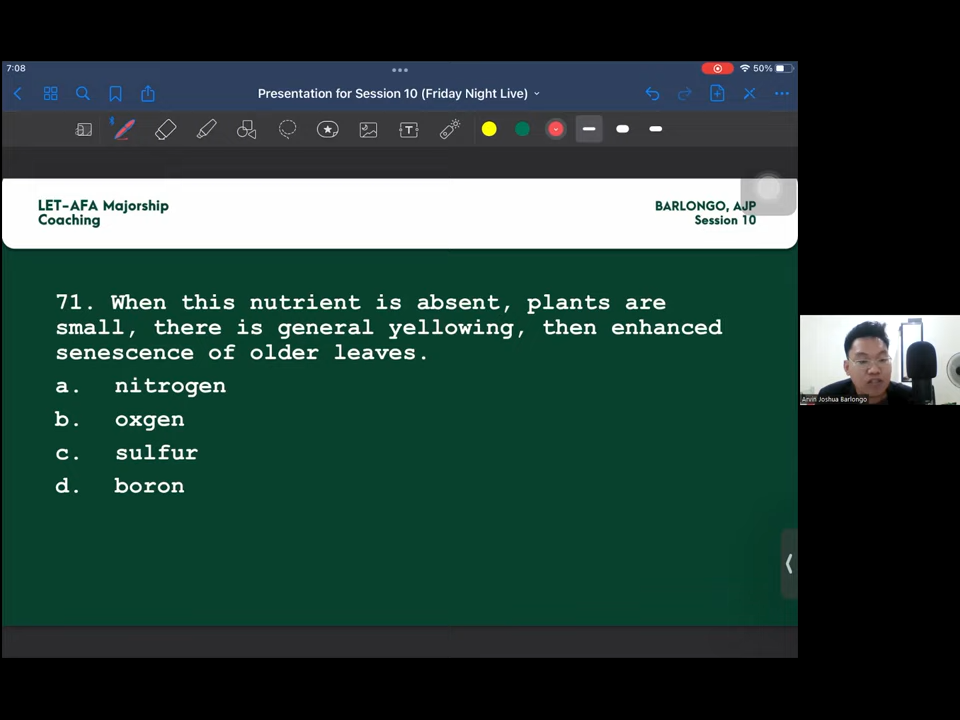 7:08
50%
Presentation for Session 10 (Friday Night Live)
T
LET-AFA Majorship
Coaching
BARLONGO, AJP
Session 10
71. When this nutrient is absent, plants are
small, there is general yellowing, then enhanced
senescence of older leaves.
a. nitrogen
b. oxgen
c. sulfur
d. boron
Arvin Joshua Barlongo